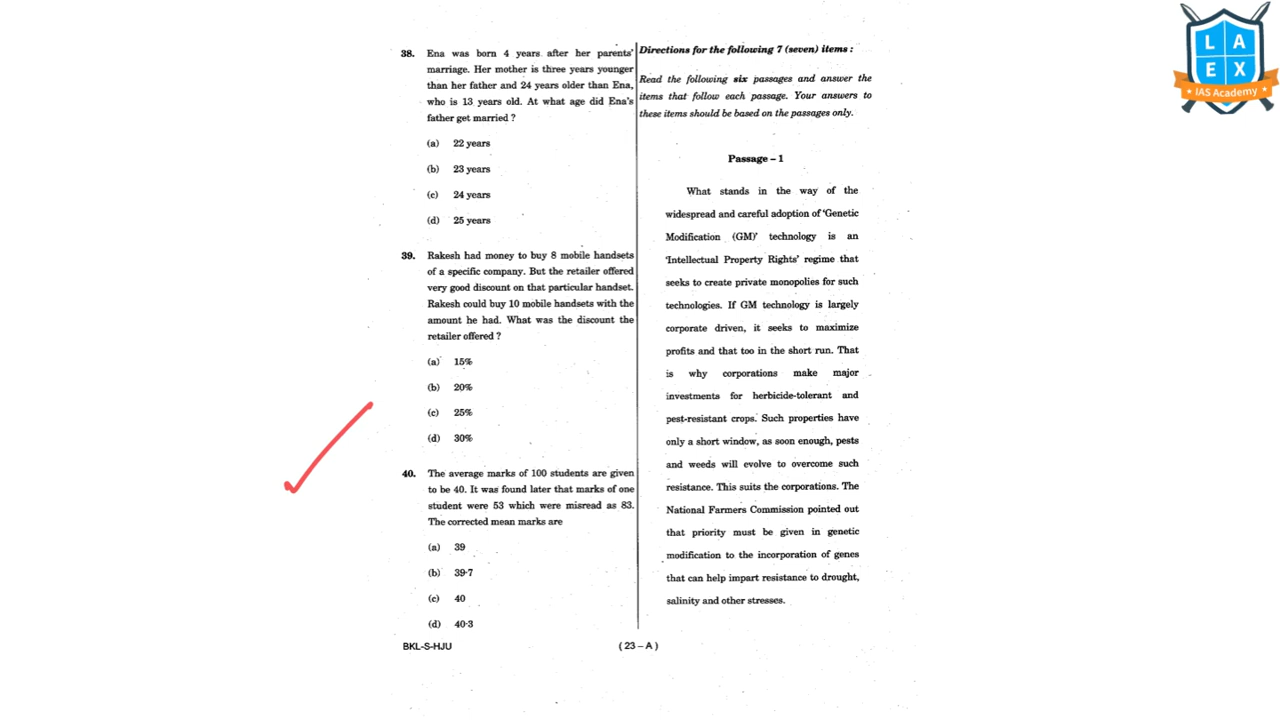 38. Ena was born 4 years after her parents'
marriage. Her mother is three years younger
than her father and 24 years older than Ena,
who is 13 years old. At what age did Ena's
father get married ?
(a) 22 years
(b) 23 years
(c) 24 years
(d) 25 years
39. Rakesh had money to buy 8 mobile handsets
of a specific company. But the retailer offered
very good discount on that particular handset.
Rakesh could buy 10 mobile handsets with the
amount he had. What was the discount the
retailer offered ?
(a) 15%
(b) 20%
(c) 25%
(d) 30%
40. The average marks of 100 students are given
to be 40. It was found later that marks of one
student were 53 which were misread as 83.
The corrected mean marks are
(a) 39
(b) 39·7
(c) 40
(d) 40·3
Directions for the following 7 (seven) items :
Read the following six passages and answer the
items that follow each passage. Your answers to
these items should be based on the passages only.
Passage – 1
What stands in the way of the
widespread and careful adoption of 'Genetic
Modification (GM)' technology is an
'Intellectual Property Rights' regime that
seeks to create private monopolies for such
technologies. If GM technology is largely
corporate driven, it seeks to maximize
profits and that too in the short run. That
is why corporations make major
investments for herbicide-tolerant and
pest-resistant crops. Such properties have
only a short window, as soon enough, pests
and weeds will evolve to overcome such
resistance. This suits the corporations. The
National Farmers Commission pointed out
that priority must be given in genetic
modification to the incorporation of genes
that can help impart resistance to drought,
salinity and other stresses.
BKL-S-HJU
( 23 – A )
L A
E X
IAS Academy